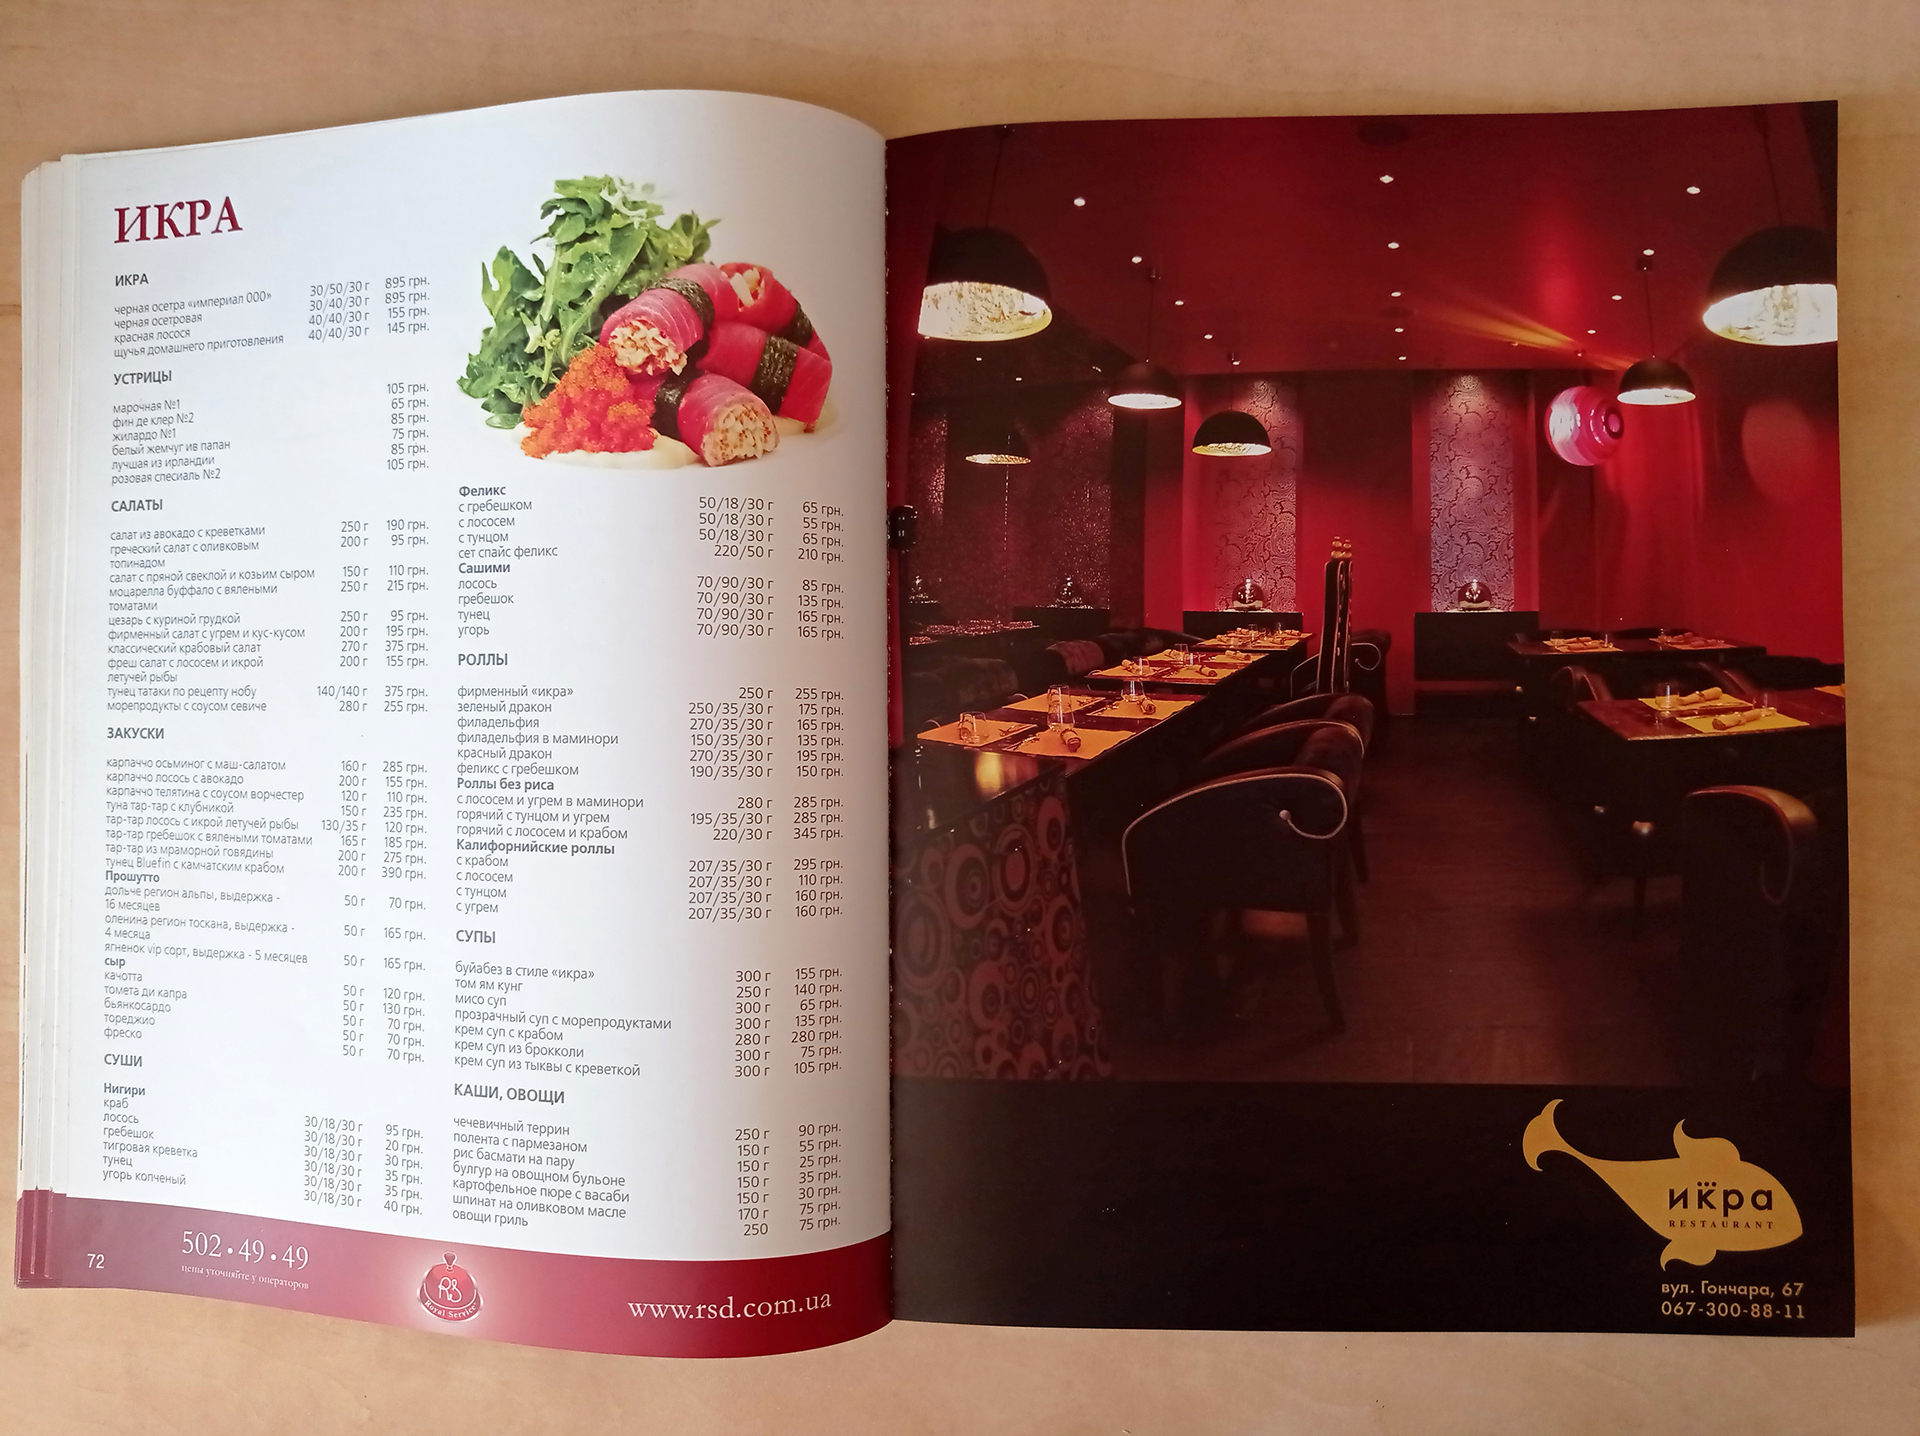 ИКРА
ИКРА
черная осетра «империал 000» 30/50/30 г 895 грн.
черная осетровая 30/40/30 г 895 грн.
красная лосося 40/40/30 г 155 грн.
щучья домашнего приготовления 40/40/30 г 145 грн.
УСТРИЦЫ
марочная №1 105 грн.
фин де клер №2 65 грн.
жилардо №1 85 грн.
белый жемчуг ив папан 75 грн.
лучшая из ирландии 85 грн.
розовая спесиаль №2 105 грн.
САЛАТЫ
салат из авокадо с креветками 250 г 190 грн.
греческий салат с оливковым 200 г 95 грн.
топинадом
салат с пряной свеклой и козьим сыром 150 г 110 грн.
моцарелла буффало с вялеными 250 г 215 грн.
томатами
цезарь с куриной грудкой 250 г 95 грн.
фирменный салат с угрем и кус-кусом 200 г 195 грн.
классический крабовый салат 270 г 375 грн.
фреш салат с лососем и икрой 200 г 155 грн.
летучей рыбы
тунец татаки по рецепту нобу 140/140 г 375 грн.
морепродукты с соусом севиче 280 г 255 грн.
ЗАКУСКИ
карпаччо осьминог с маш-салатом 160 г 285 грн.
карпаччо лосось с авокадо 200 г 155 грн.
карпаччо телятина с соусом ворчестер 120 г 110 грн.
туна тар-тар с клубникой 150 г 235 грн.
тар-тар лосось с икрой летучей рыбы 130/35 г 120 грн.
тар-тар гребешок с вялеными томатами 165 г 185 грн.
тар-тар из мраморной говядины 200 г 275 грн.
тунец Bluefin с камчатским крабом 200 г 390 грн.
Прошутто
дольче регион альпы, выдержка -
16 месяцев 50 г 70 грн.
оленина регион тоскана, выдержка -
4 месяца 50 г 165 грн.
ягненок vip сорт, выдержка - 5 месяцев 50 г 165 грн.
сыр
качотта 50 г 120 грн.
томета ди капра 50 г 130 грн.
бьянкосардо 50 г 70 грн.
тореджио 50 г 70 грн.
фреско 50 г 70 грн.
СУШИ
Нигири
краб 30/18/30 г 95 грн.
лосось 30/18/30 г 20 грн.
гребешок 30/18/30 г 30 грн.
тигровая креветка 30/18/30 г 35 грн.
тунец 30/18/30 г 35 грн.
угорь копченый 30/18/30 г 40 грн.
Феликс
с гребешком 50/18/30 г 65 грн.
с лососем 50/18/30 г 55 грн.
с тунцом 50/18/30 г 65 грн.
сет спайс феликс 220/50 г 210 грн.
Сашими
лосось 70/90/30 г 85 грн.
гребешок 70/90/30 г 135 грн.
тунец 70/90/30 г 165 грн.
угорь 70/90/30 г 165 грн.
РОЛЛЫ
фирменный «икра» 250 г 255 грн.
зеленый дракон 250/35/30 г 175 грн.
филадельфия 270/35/30 г 165 грн.
филадельфия в маминори 150/35/30 г 135 грн.
красный дракон 270/35/30 г 195 грн.
феликс с гребешком 190/35/30 г 150 грн.
Роллы без риса
с лососем и угрем в маминори 280 г 285 грн.
горячий с тунцом и угрем 195/35/30 г 285 грн.
горячий с лососем и крабом 220/30 г 345 грн.
Калифорнийские роллы
с крабом 207/35/30 г 295 грн.
с лососем 207/35/30 г 110 грн.
с тунцом 207/35/30 г 160 грн.
с угрем 207/35/30 г 160 грн.
СУПЫ
буйабез в стиле «икра» 300 г 155 грн.
том ям кунг 250 г 140 грн.
мисо суп 300 г 65 грн.
прозрачный суп с морепродуктами 300 г 135 грн.
крем суп с крабом 280 г 280 грн.
крем суп из брокколи 300 г 75 грн.
крем суп из тыквы с креветкой 300 г 105 грн.
КАШИ, ОВОЩИ
чечевичный террин 250 г 90 грн.
полента с пармезаном 150 г 55 грн.
рис басмати на пару 150 г 25 грн.
булгур на овощном бульоне 150 г 35 грн.
картофельное пюре с васаби 150 г 30 грн.
шпинат на оливковом масле 170 г 75 грн.
овощи гриль 250 75 грн.
72
502•49•49
цены уточняйте у операторов
RS
Royal Service
www.rsd.com.ua
икра
RESTAURANT
вул. Гончара, 67
067-300-88-11